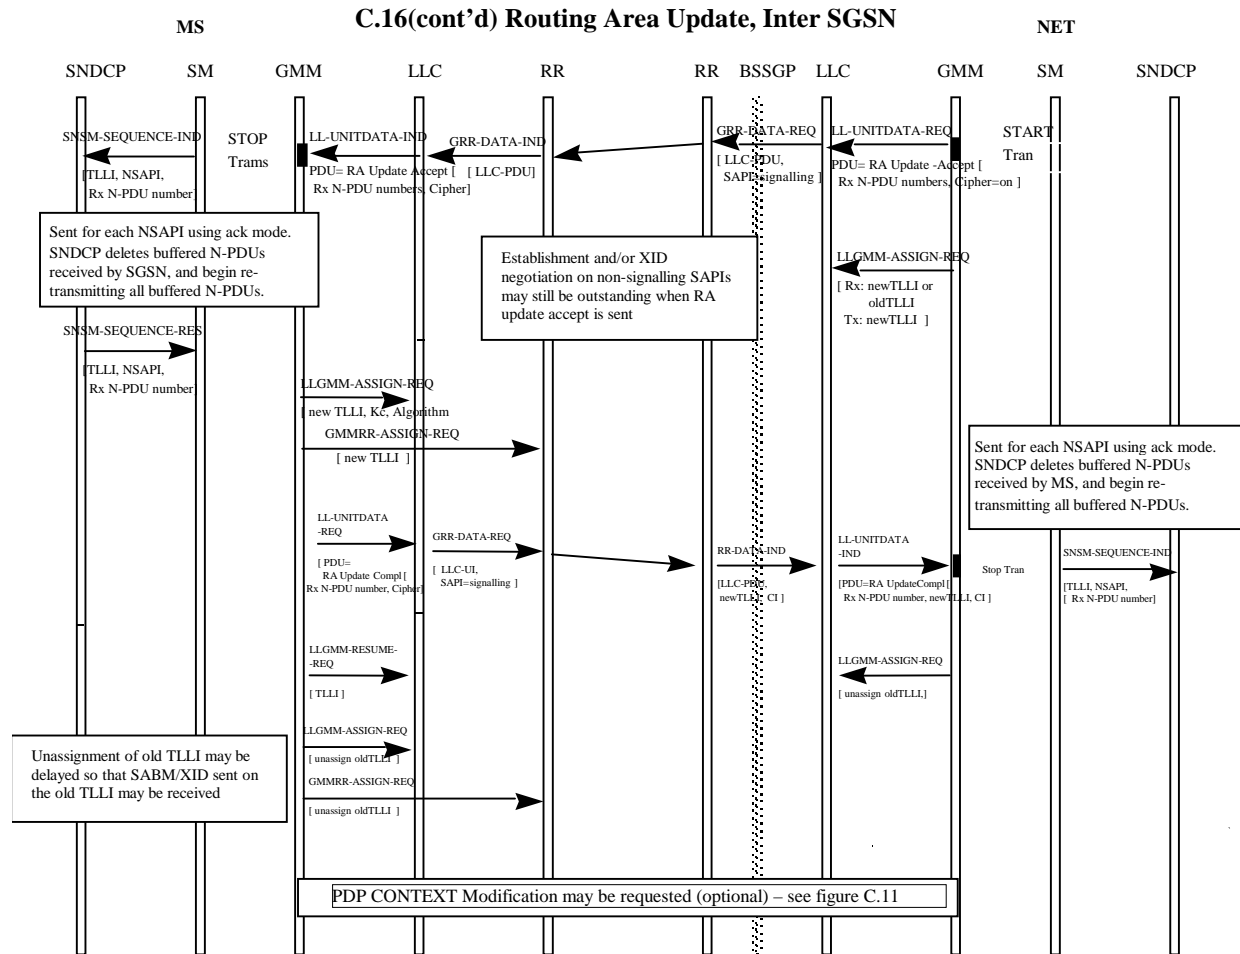 C.16(cont'd) Routing Area Update, Inter SGSN
MS
NET
SNDCP SM GMM LLC RR RR BSSGP LLC GMM SM SNDCP
SNSM-SEQUENCE-IND
[TLLI, NSAPI,
Rx N-PDU number]
STOP
Trams
LL-UNITDATA-IND
PDU= RA Update Accept [
Rx N-PDU numbers, Cipher]
GRR-DATA-IND
[ LLC-PDU]
GRR-DATA-REQ
[ LLC-PDU,
SAPI=signalling ]
LL-UNITDATA-REQ
PDU= RA Update -Accept [
Rx N-PDU numbers, Cipher=on ]
START
Tran
Sent for each NSAPI using ack mode.
SNDCP deletes buffered N-PDUs
received by SGSN, and begin re-
transmitting all buffered N-PDUs.
Establishment and/or XID
negotiation on non-signalling SAPIs
may still be outstanding when RA
update accept is sent
LLGMM-ASSIGN-REQ
[ Rx: newTLLI or
oldTLLI
Tx: newTLLI ]
SNSM-SEQUENCE-RES
[TLLI, NSAPI,
Rx N-PDU number]
LLGMM-ASSIGN-REQ
[ new TLLI, Kc, Algorithm
GMMRR-ASSIGN-REQ
[ new TLLI ]
Sent for each NSAPI using ack mode.
SNDCP deletes buffered N-PDUs
received by MS, and begin re-
transmitting all buffered N-PDUs.
LL-UNITDATA
-REQ
[ PDU=
RA Update Compl [
Rx N-PDU number, Cipher]
GRR-DATA-REQ
[ LLC-UI,
SAPI=signalling ]
RR-DATA-IND
[LLC-PDU,
newTLLI, CI ]
LL-UNITDATA
-IND
[PDU=RA UpdateCompl [
Rx N-PDU number, newTLLI, CI ]
Stop Tran
SNSM-SEQUENCE-IND
[TLLI, NSAPI,
[ Rx N-PDU number]
LLGMM-RESUME-
-REQ
[ TLLI ]
LLGMM-ASSIGN-REQ
[ unassign oldTLLI,]
LLGMM-ASSIGN-REQ
[ unassign oldTLLI ]
Unassignment of old TLLI may be
delayed so that SABM/XID sent on
the old TLLI may be received
GMMRR-ASSIGN-REQ
[ unassign oldTLLI ]
PDP CONTEXT Modification may be requested (optional) – see figure C.11